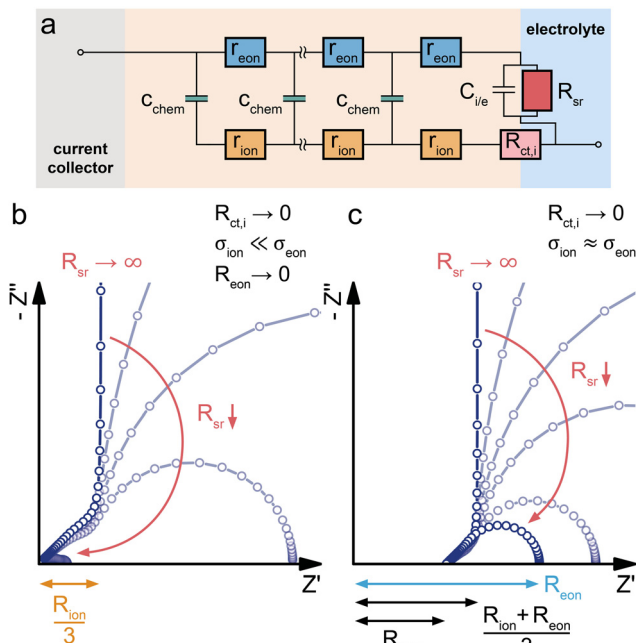 a
electrolyte
r_eon r_eon r_eon
c_chem c_chem c_chem C_i/e R_sr
current
collector
r_ion r_ion r_ion R_ct,i
b
R_ct,i → 0
σ_ion ≪ σ_eon
R_eon → 0
R_sr → ∞
-Z"
R_sr ↓
Z'
R_ion
3
c
R_ct,i → 0
σ_ion ≈ σ_eon
R_sr → ∞
-Z"
R_sr ↓
Z'
R_eon
R_ion + R_eon
R